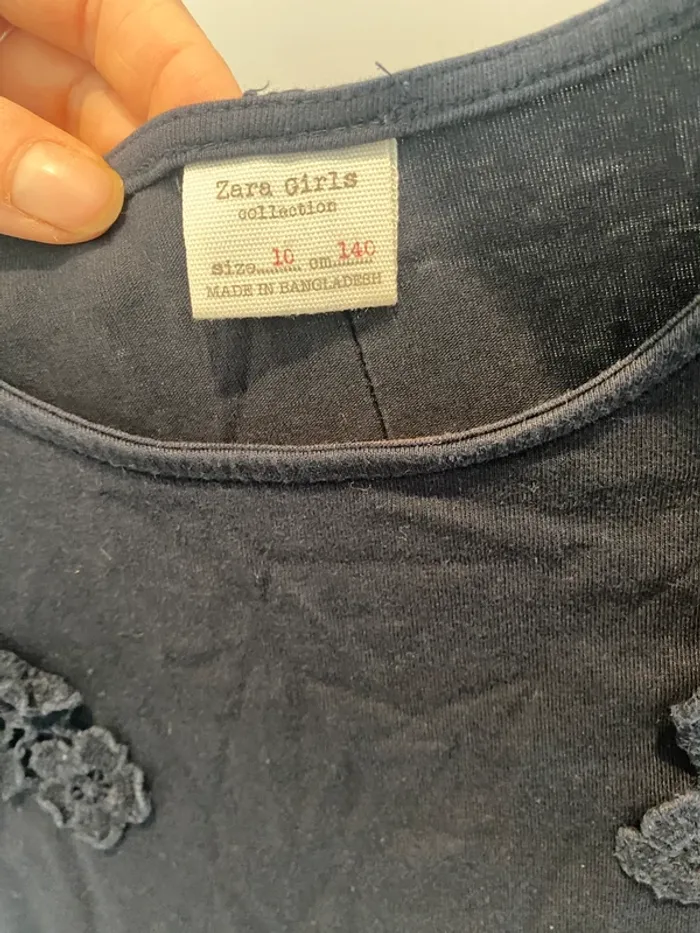 Zara Girls
collection
size....10.... cm....140....
MADE IN BANGLADESH